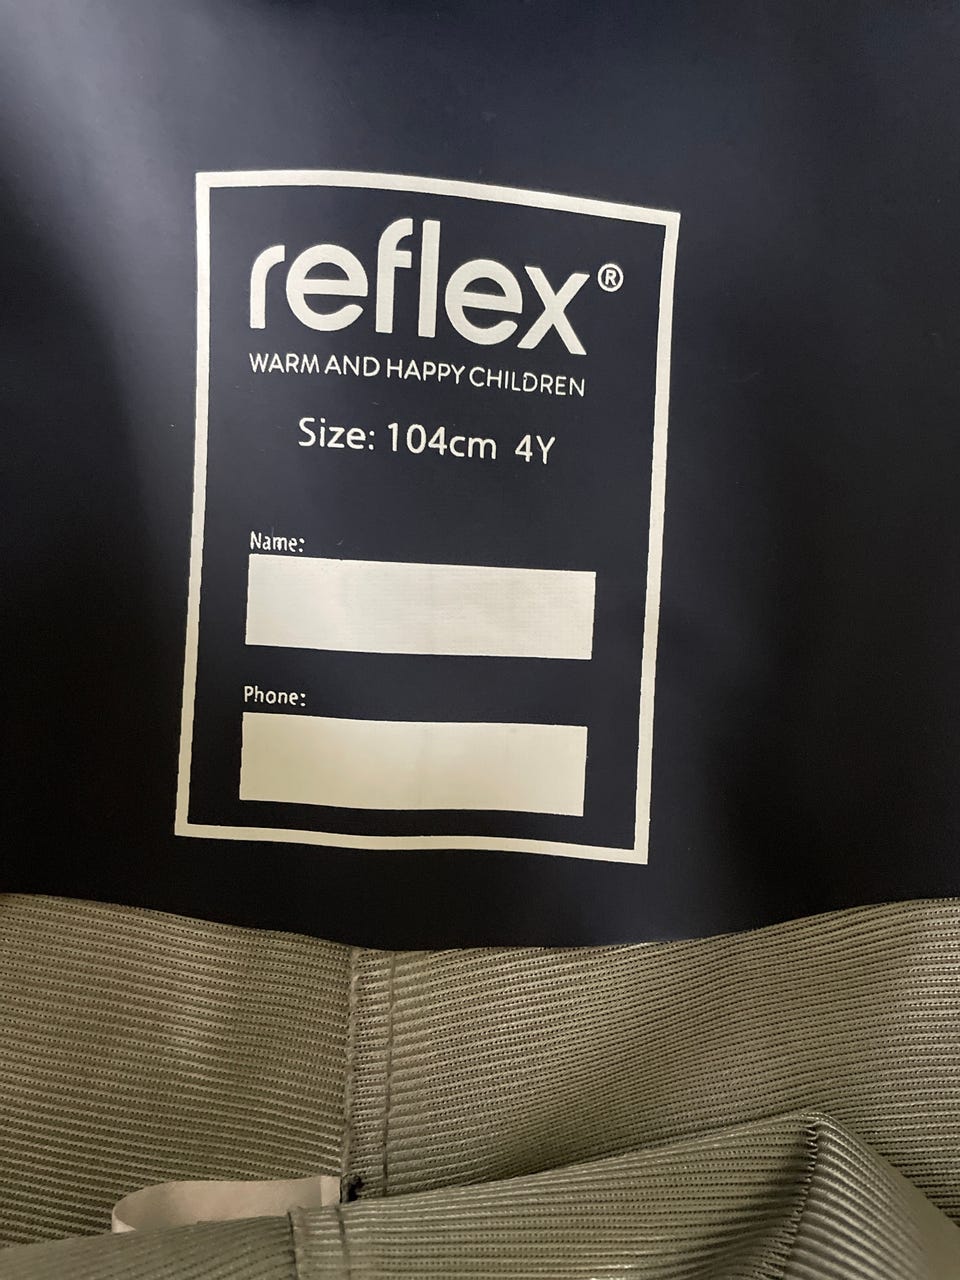 reflex®
WARM AND HAPPY CHILDREN
Size: 104cm 4Y
Name:
Phone: